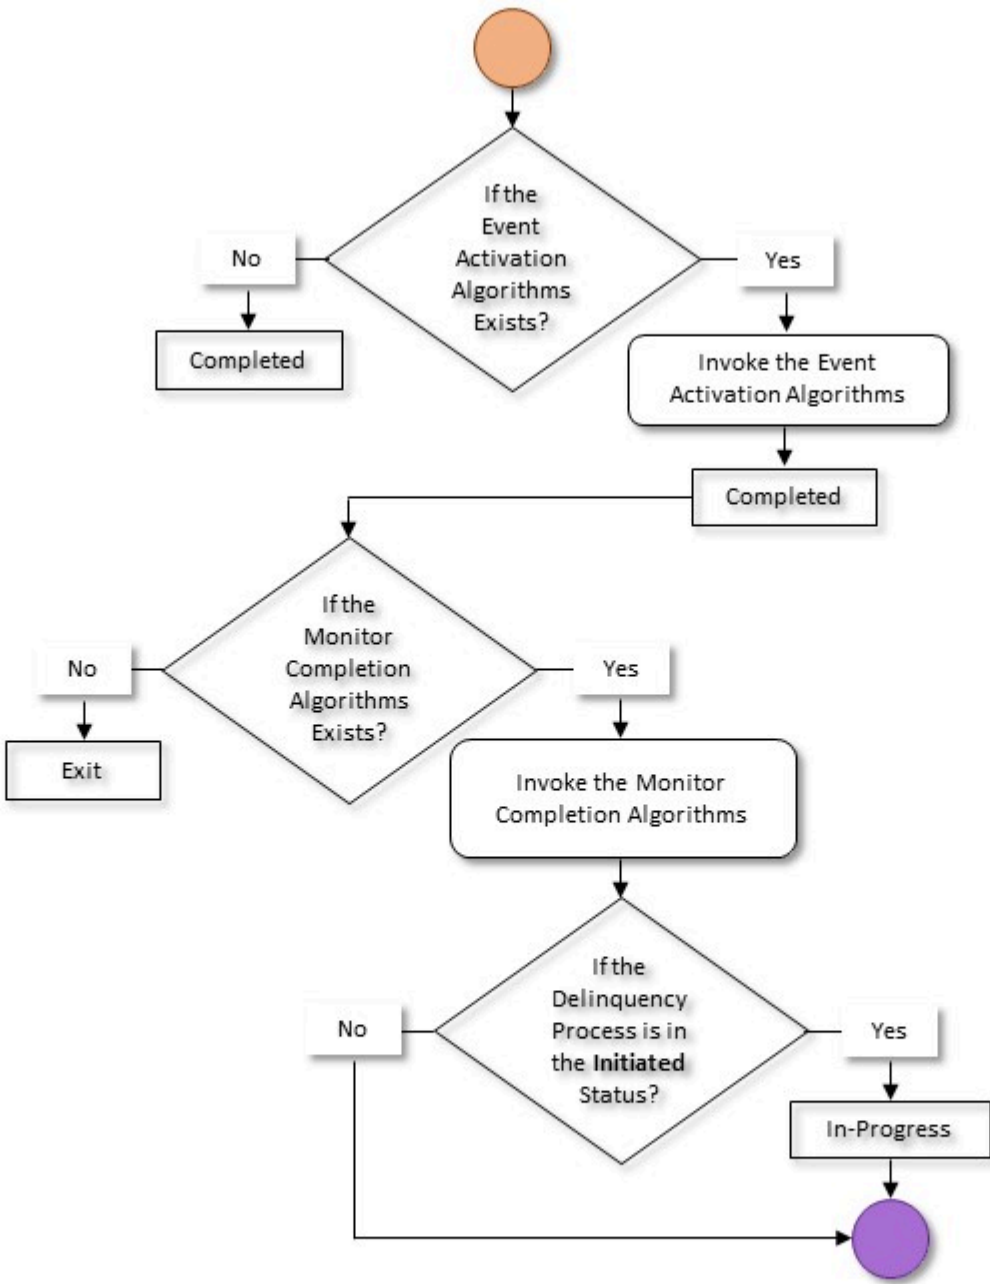 If the
Event
Activation
Algorithms
Exists?
No
Yes
Completed
Invoke the Event
Activation Algorithms
Completed
If the
Monitor
Completion
Algorithms
Exists?
No
Yes
Exit
Invoke the Monitor
Completion Algorithms
If the
Delinquency
Process is in
the Initiated
Status?
No
Yes
In-Progress